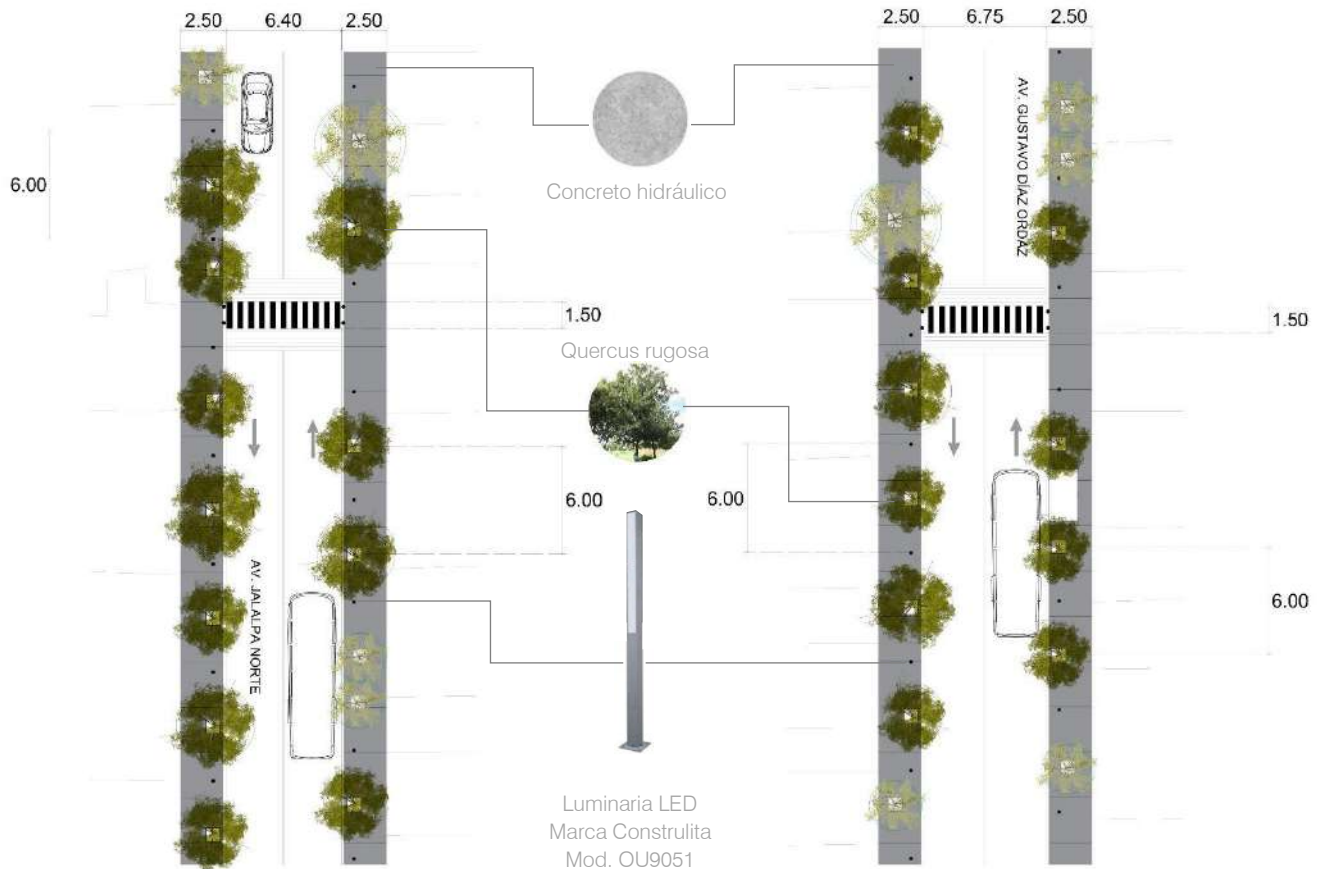 2.50 6.40 2.50
2.50 6.75 2.50
6.00
AV. GUSTAVO DÍAZ ORDAZ
Concreto hidráulico
1.50
1.50
Quercus rugosa
6.00
6.00
AV. JALALPA NORTE
6.00
Luminaria LED
Marca Construlita
Mod. OU9051